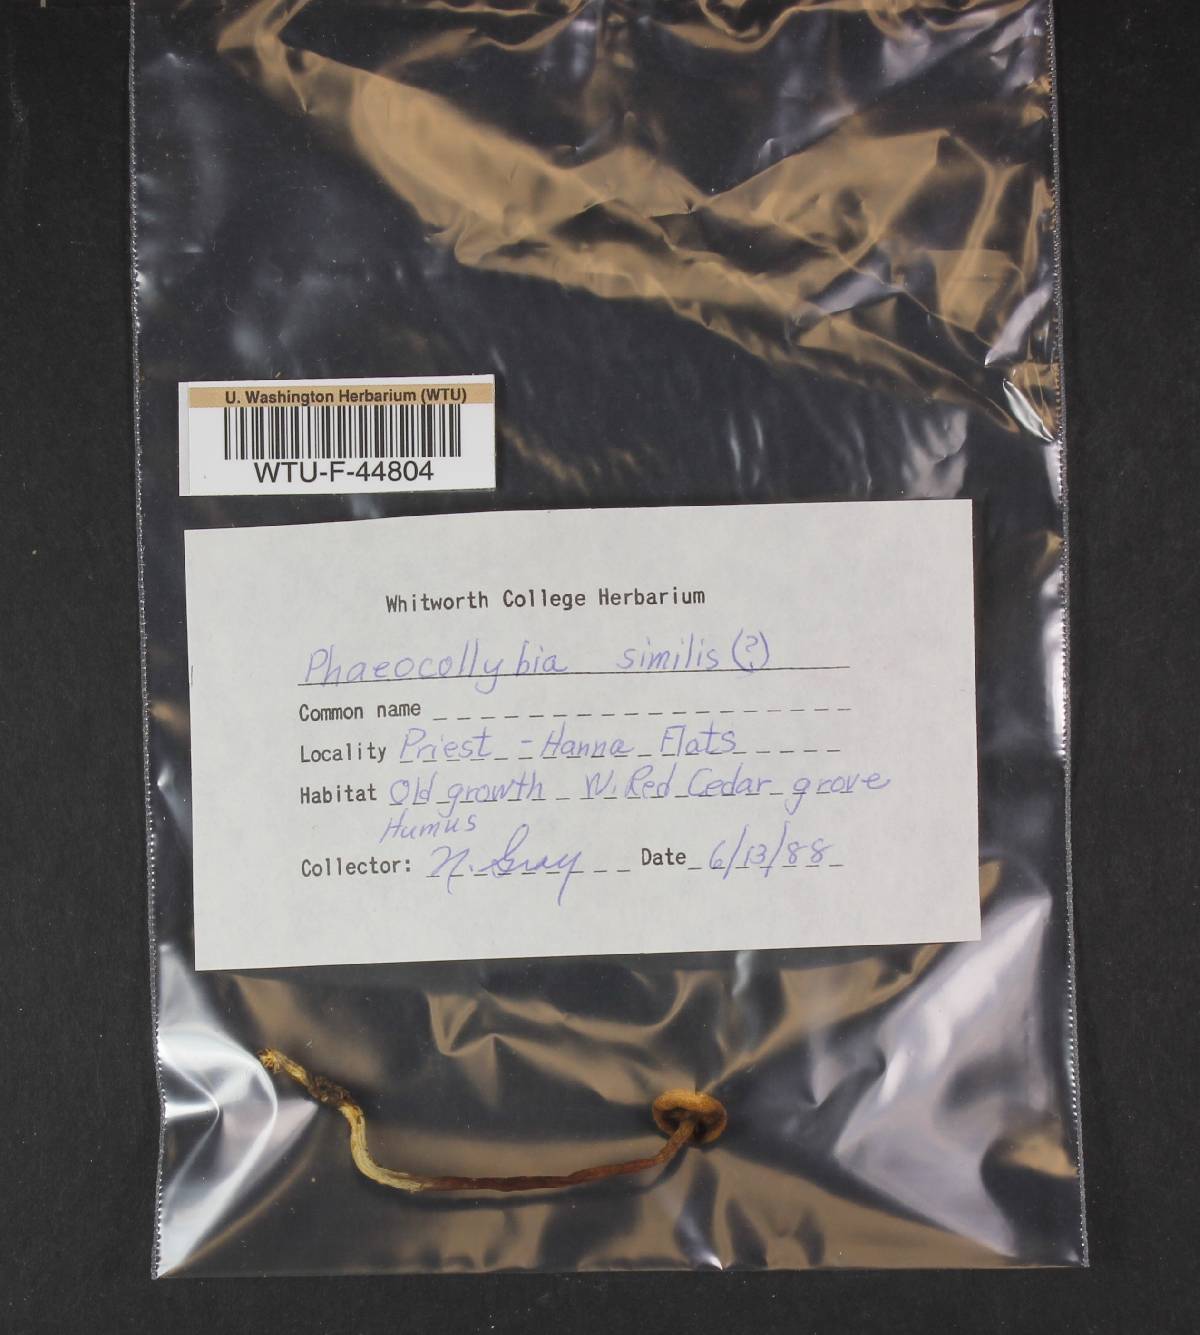 U. Washington Herbarium (WTU)
WTU-F-44804
Whitworth College Herbarium
Phaeocollybia similis (?)
Common name
Locality Priest - Hanna Flats
Habitat Old growth W. Red Cedar grove
Humus
Collector: N. Gray Date 6/13/88